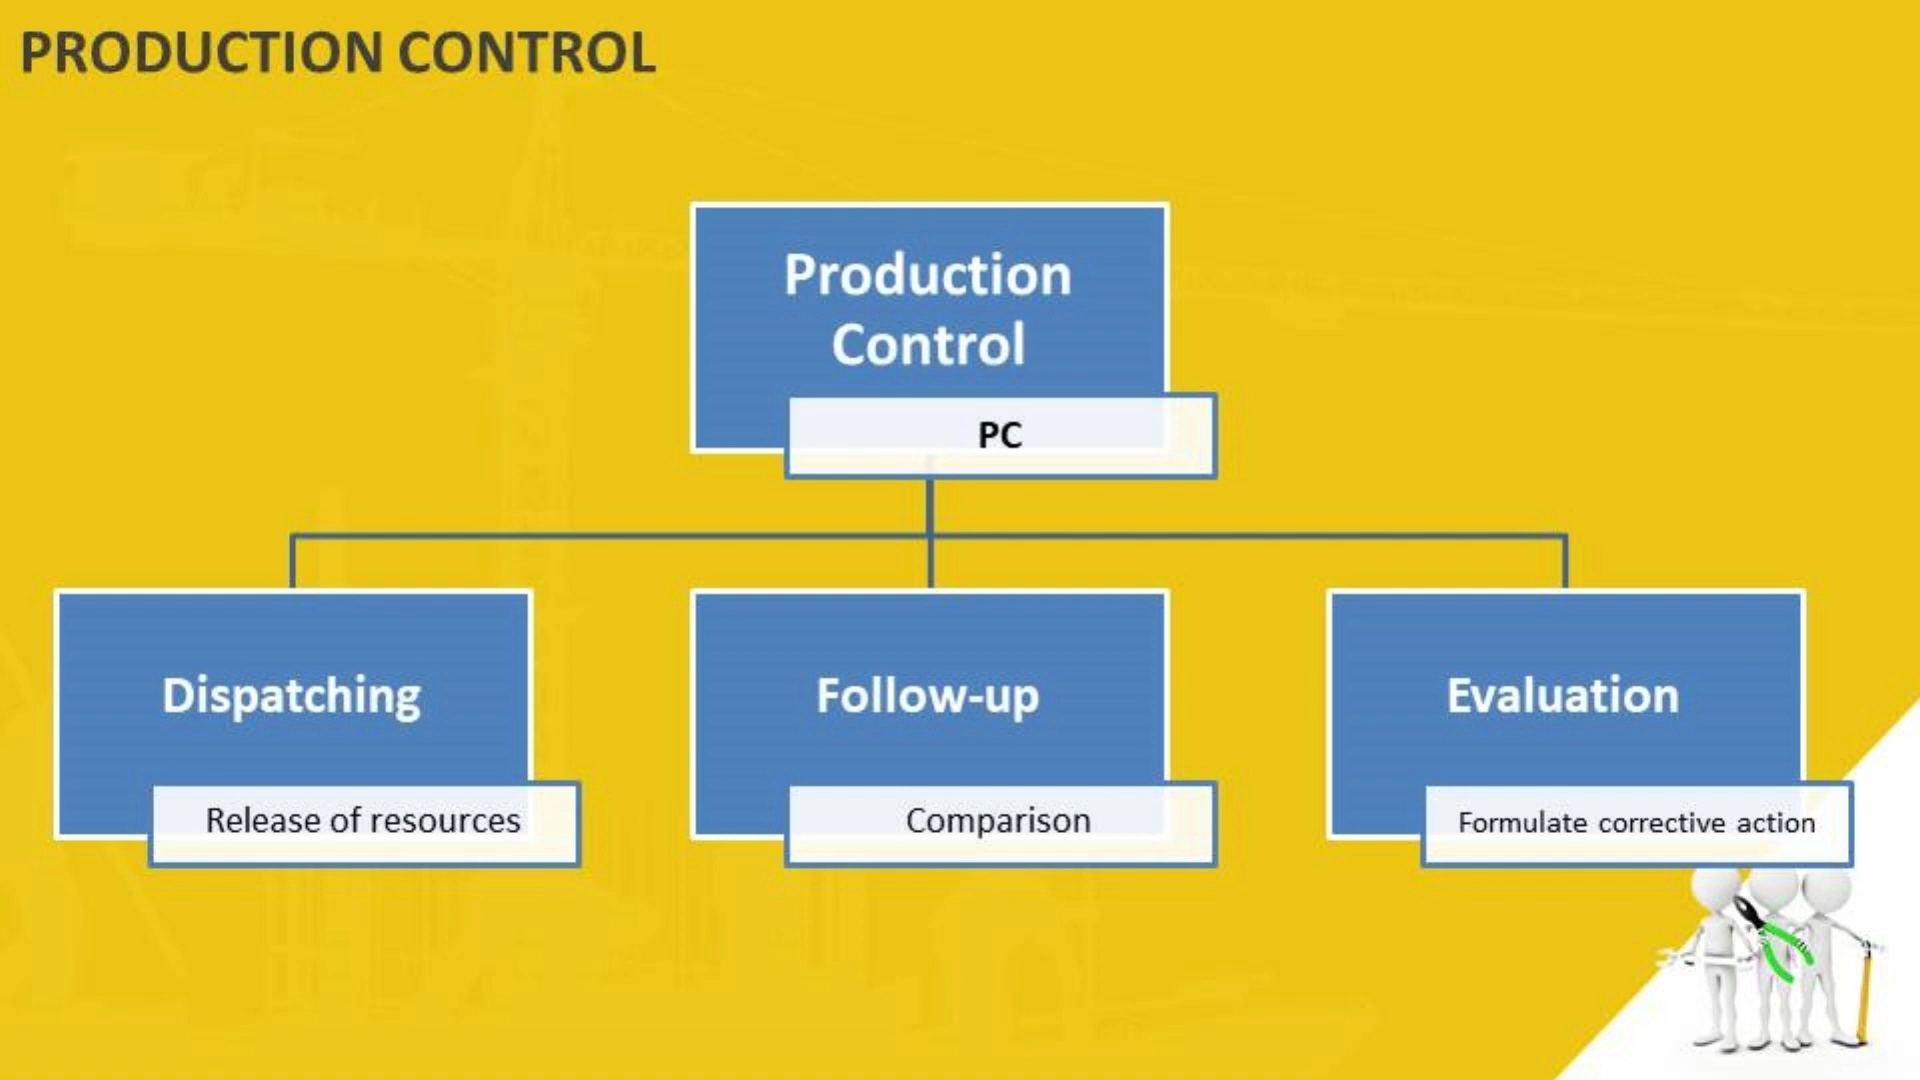 PRODUCTION CONTROL
Production
Control
PC
Dispatching
Release of resources
Follow-up
Comparison
Evaluation
Formulate corrective action